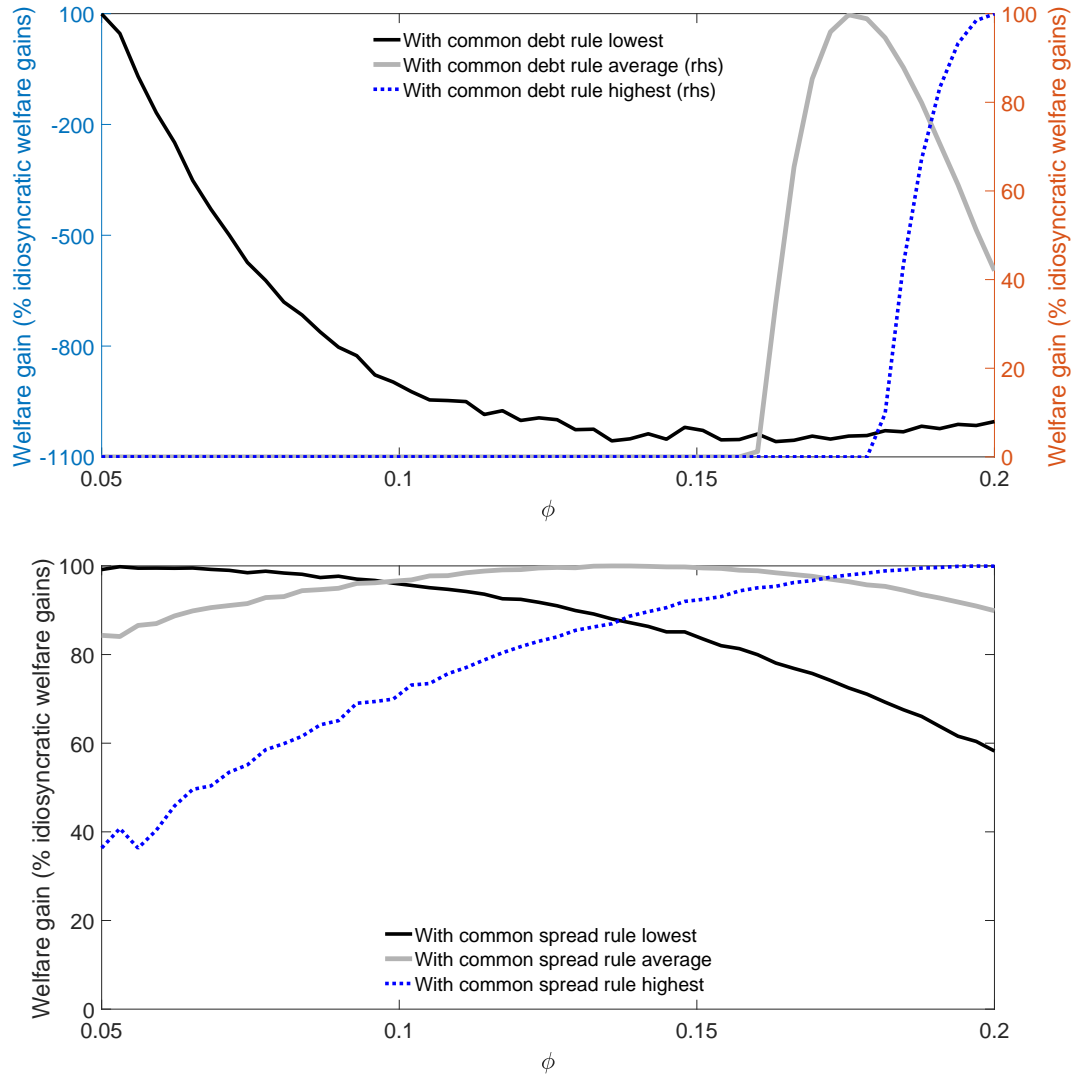 Welfare gain (% idiosyncratic welfare gains)
100
-200
-500
-800
-1100
With common debt rule lowest
With common debt rule average (rhs)
With common debt rule highest (rhs)
100
80
60
40
20
0
Welfare gain (% idiosyncratic welfare gains)
0.05
0.1
0.15
0.2
ϕ
Welfare gain (% idiosyncratic welfare gains)
100
80
60
40
20
0
With common spread rule lowest
With common spread rule average
With common spread rule highest
0.05
0.1
0.15
0.2
ϕ